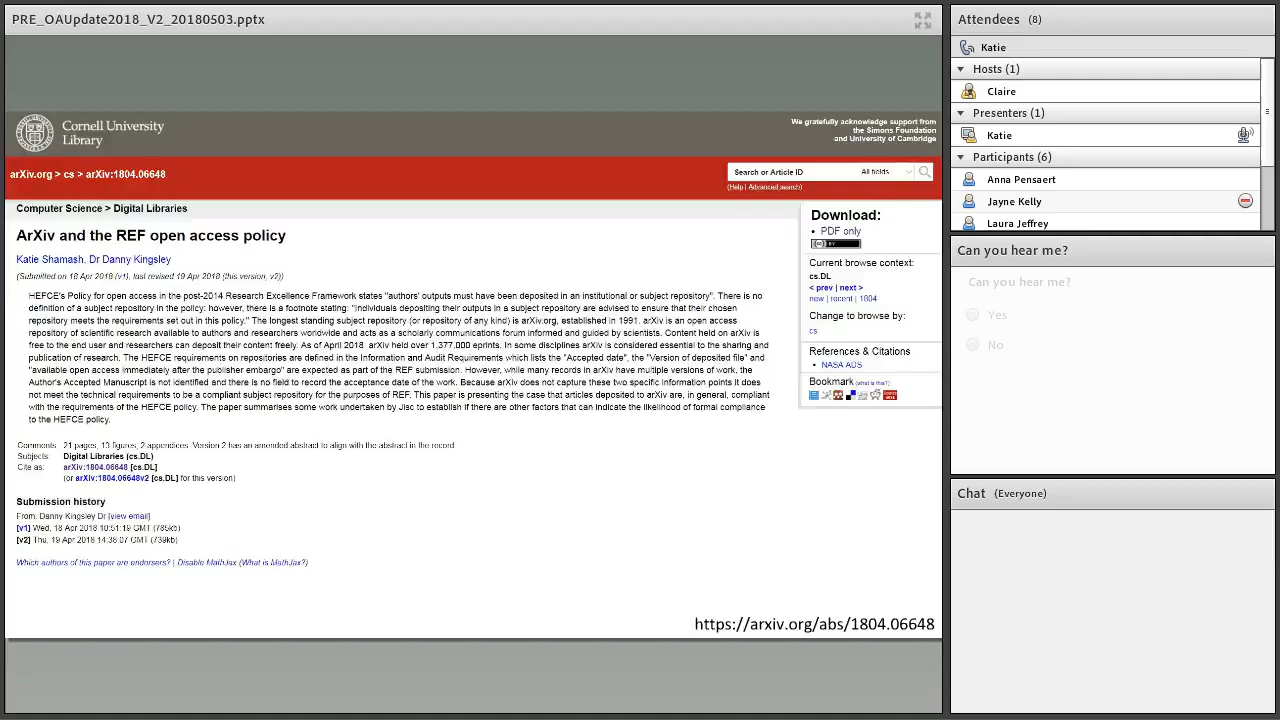 PRE_OAUpdate2018_V2_20180503.pptx
Cornell University
Library
We gratefully acknowledge support from
the Simons Foundation
and University of Cambridge
arXiv.org > cs > arXiv:1804.06648
Search or Article ID
All fields
(Help | Advanced search)
Computer Science > Digital Libraries
ArXiv and the REF open access policy
Katie Shamash, Dr Danny Kingsley
(Submitted on 18 Apr 2018 (v1), last revised 19 Apr 2018 (this version, v2))
HEFCE's Policy for open access in the post-2014 Research Excellence Framework states "authors' outputs must have been deposited in an institutional or subject repository". There is no
definition of a subject repository in the policy: however, there is a footnote stating: "Individuals depositing their outputs in a subject repository are advised to ensure that their chosen
repository meets the requirements set out in this policy." The longest standing subject repository (or repository of any kind) is arXiv.org, established in 1991. arXiv is an open access
repository of scientific research available to authors and researchers worldwide and acts as a scholarly communications forum informed and guided by scientists. Content held on arXiv is
free to the end user and researchers can deposit their content freely. As of April 2018 arXiv held over 1,377,000 eprints. In some disciplines arXiv is considered essential to the sharing and
publication of research. The HEFCE requirements on repositories are defined in the Information and Audit Requirements which lists the "Accepted date", the "Version of deposited file" and
"available open access immediately after the publisher embargo" are expected as part of the REF submission. However, while many records in arXiv have multiple versions of work, the
Author's Accepted Manuscript is not identified and there is no field to record the acceptance date of the work. Because arXiv does not capture these two specific information points it does
not meet the technical requirements to be a compliant subject repository for the purposes of REF. This paper is presenting the case that articles deposited to arXiv are, in general, compliant
with the requirements of the HEFCE policy. The paper summarises some work undertaken by Jisc to establish if there are other factors that can indicate the likelihood of formal compliance
to the HEFCE policy.
Comments: 21 pages, 13 figures, 2 appendices. Version 2 has an amended abstract to align with the abstract in the record
Subjects: Digital Libraries (cs.DL)
Cite as: arXiv:1804.06648 [cs.DL]
(or arXiv:1804.06648v2 [cs.DL] for this version)
Submission history
From: Danny Kingsley Dr [view email]
[v1] Wed, 18 Apr 2018 10:51:19 GMT (785kb)
[v2] Thu, 19 Apr 2018 14:38:07 GMT (739kb)
Which authors of this paper are endorsers? | Disable MathJax (What is MathJax?)
Download:
• PDF only
(cc) BY
Current browse context:
cs.DL
< prev | next >
new | recent | 1804
Change to browse by:
cs
References & Citations
• NASA ADS
Bookmark (what is this?)
https://arxiv.org/abs/1804.06648
Attendees (8)
Katie
Hosts (1)
Claire
Presenters (1)
Katie
Participants (6)
Anna Pensaert
Jayne Kelly
Laura Jeffrey
Can you hear me?
Can you hear me?
Yes
No
Chat (Everyone)